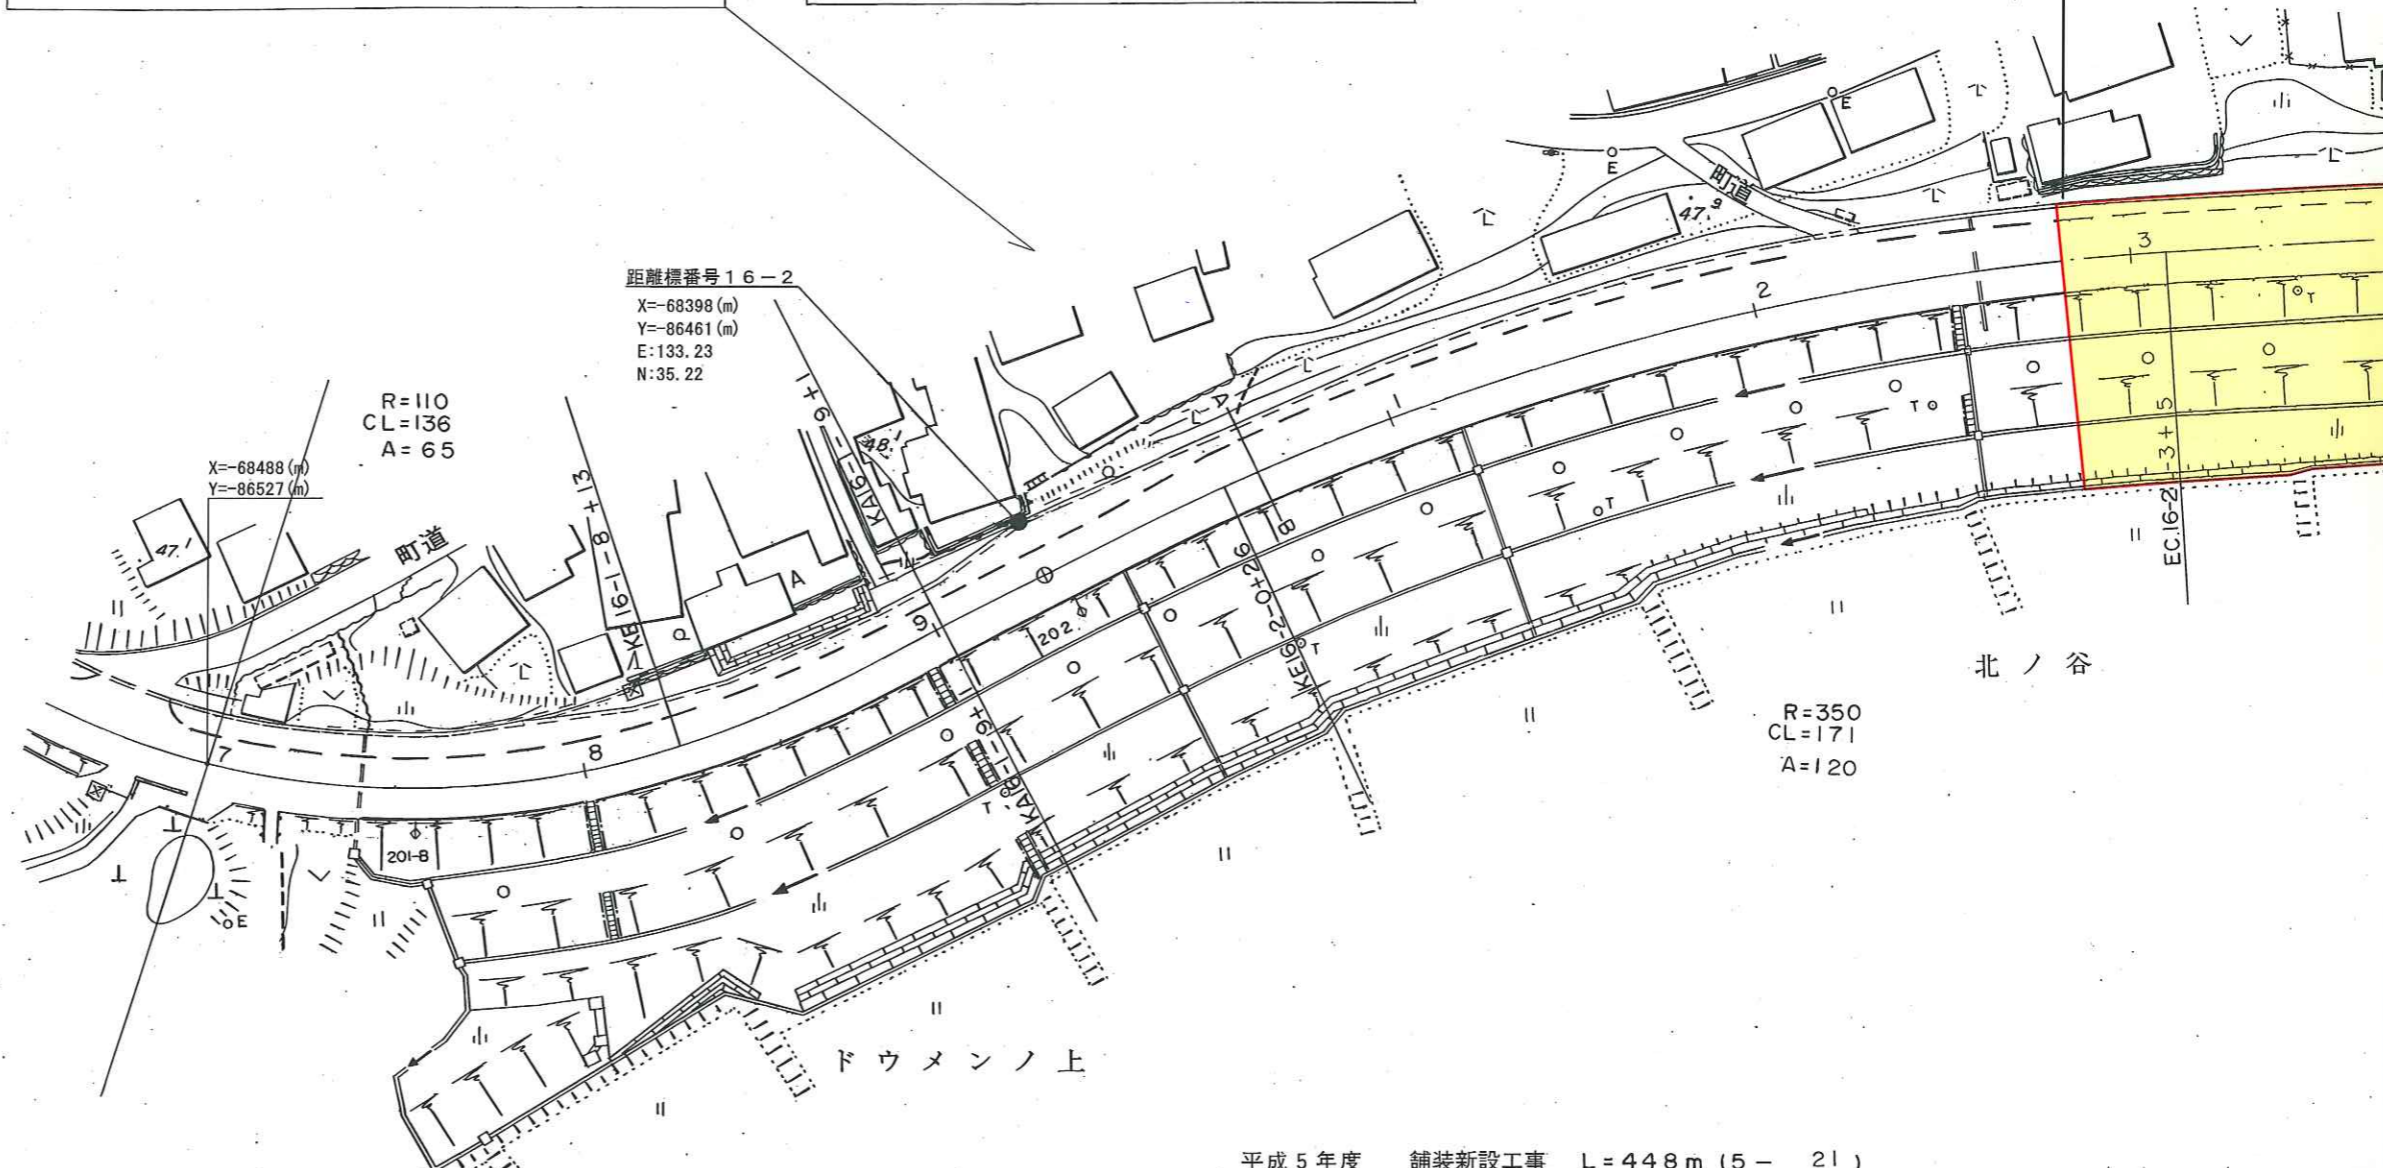 距離標番号16-2
X=-68398(m)
Y=-86461(m)
E:133.23
N:35.22
R=110
CL=136
A=65
X=-68488(m)
Y=-86527(m)
町道
町道
47.9
47.1
48.1
KE16-1-8+13
KA16-1-9+1
KA16-1-9+
KE16-2-0+26
EC.16-2-3+5
A
B
A
7
8
9
1
2
3
202
201-8
E
E
E
T
T
T
T
T
北ノ谷
R=350
CL=171
A=120
ドウメンノ上
平成5年度 舗装新設工事 L=448m (5- 21)